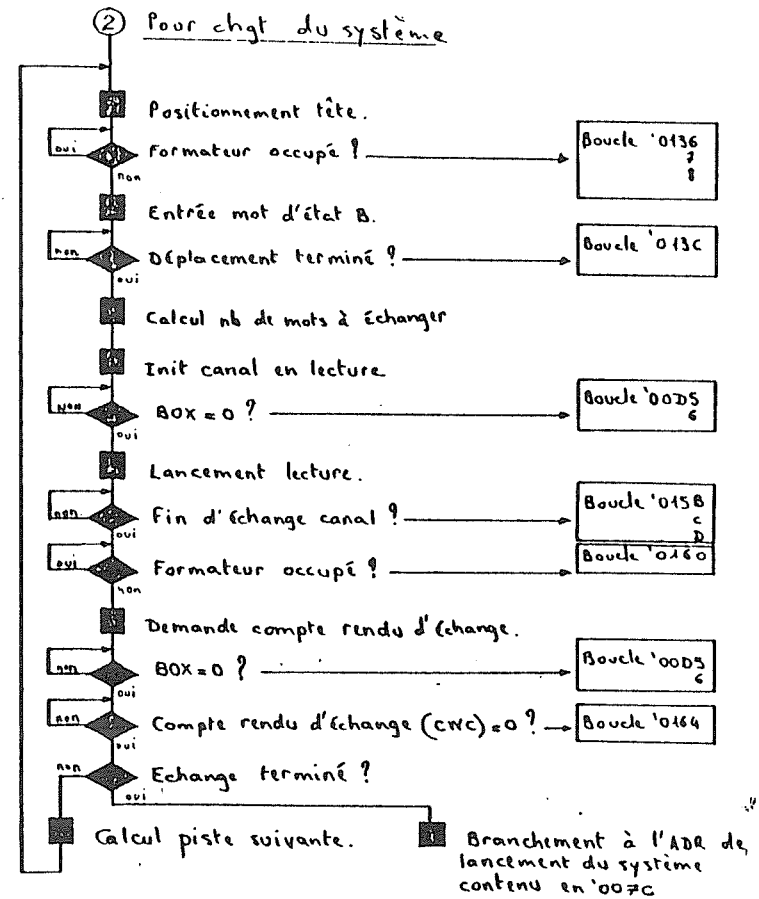 2 Pour chgt du système
Positionnement tête.
oui Formateur occupé ? Boucle '0136
7
8
non
Entrée mot d'état B.
non Déplacement terminé ? Boucle '013C
oui
Calcul nb de mots à échanger
Init canal en lecture
Non BOX = 0 ? Boucle '00D5
6
oui
Lancement lecture.
non Fin d'échange canal ? Boucle '015B
C
D
oui
oui Formateur occupé ? Boucle '0160
non
Demande compte rendu d'échange.
non BOX = 0 ? Boucle '00D5
6
oui
non Compte rendu d'échange (CNC) = 0 ? Boucle '0164
oui
non Echange terminé ?
oui
Calcul piste suivante.
Branchement à l'ADR de
lancement du système
contenu en '007C